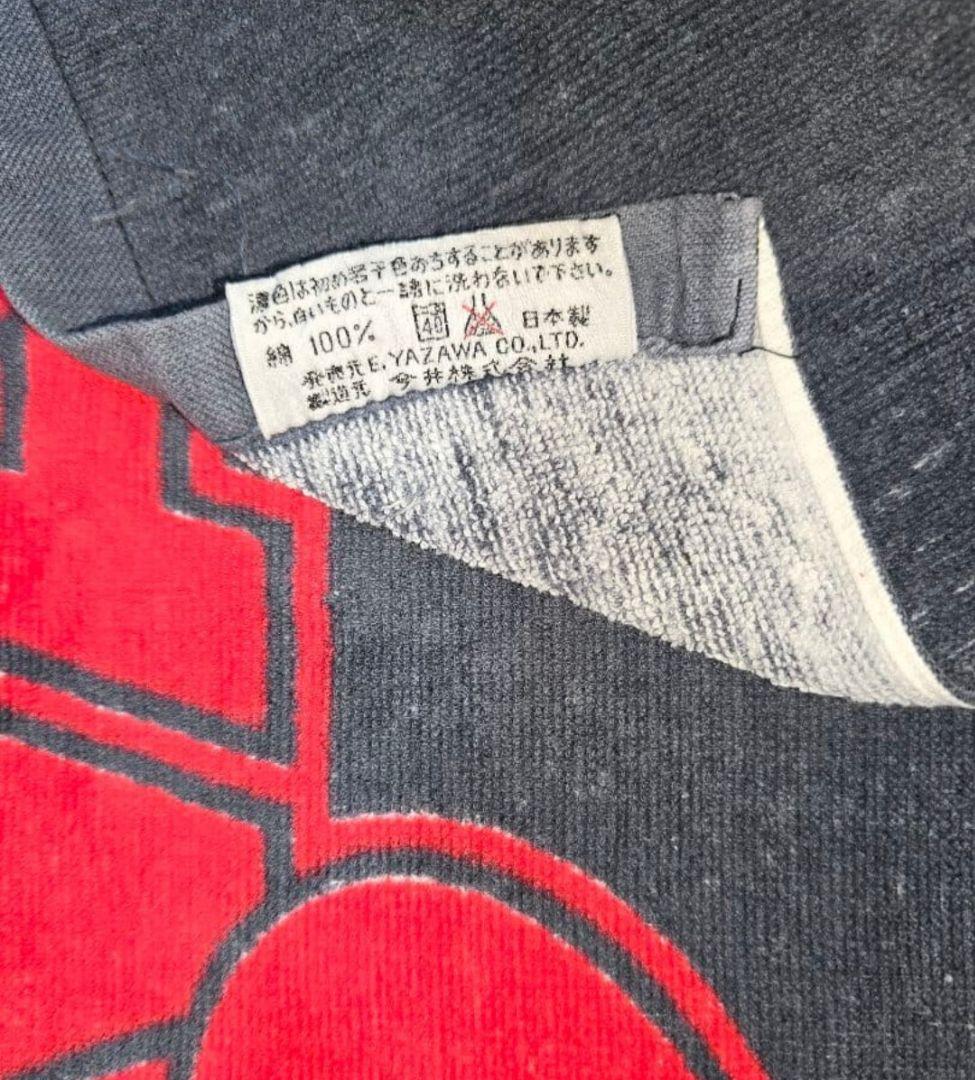 濃色は初め若干色おちすることがあります
から、白いものと一諸に洗わないで下さい。
綿 100% 40 日本製
発売元 E. YAZAWA CO., LTD.
製造元 今井株式会社